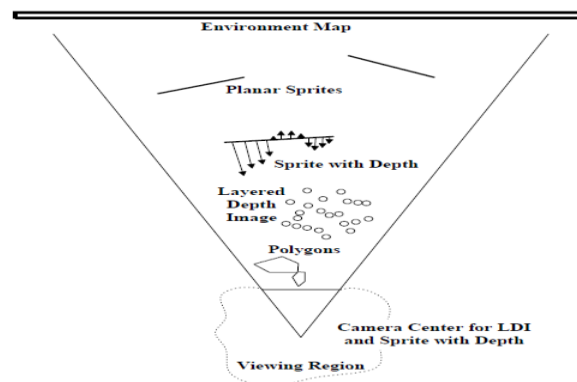 Environment Map
Planar Sprites
Sprite with Depth
Layered
Depth
Image
Polygons
Camera Center for LDI
and Sprite with Depth
Viewing Region